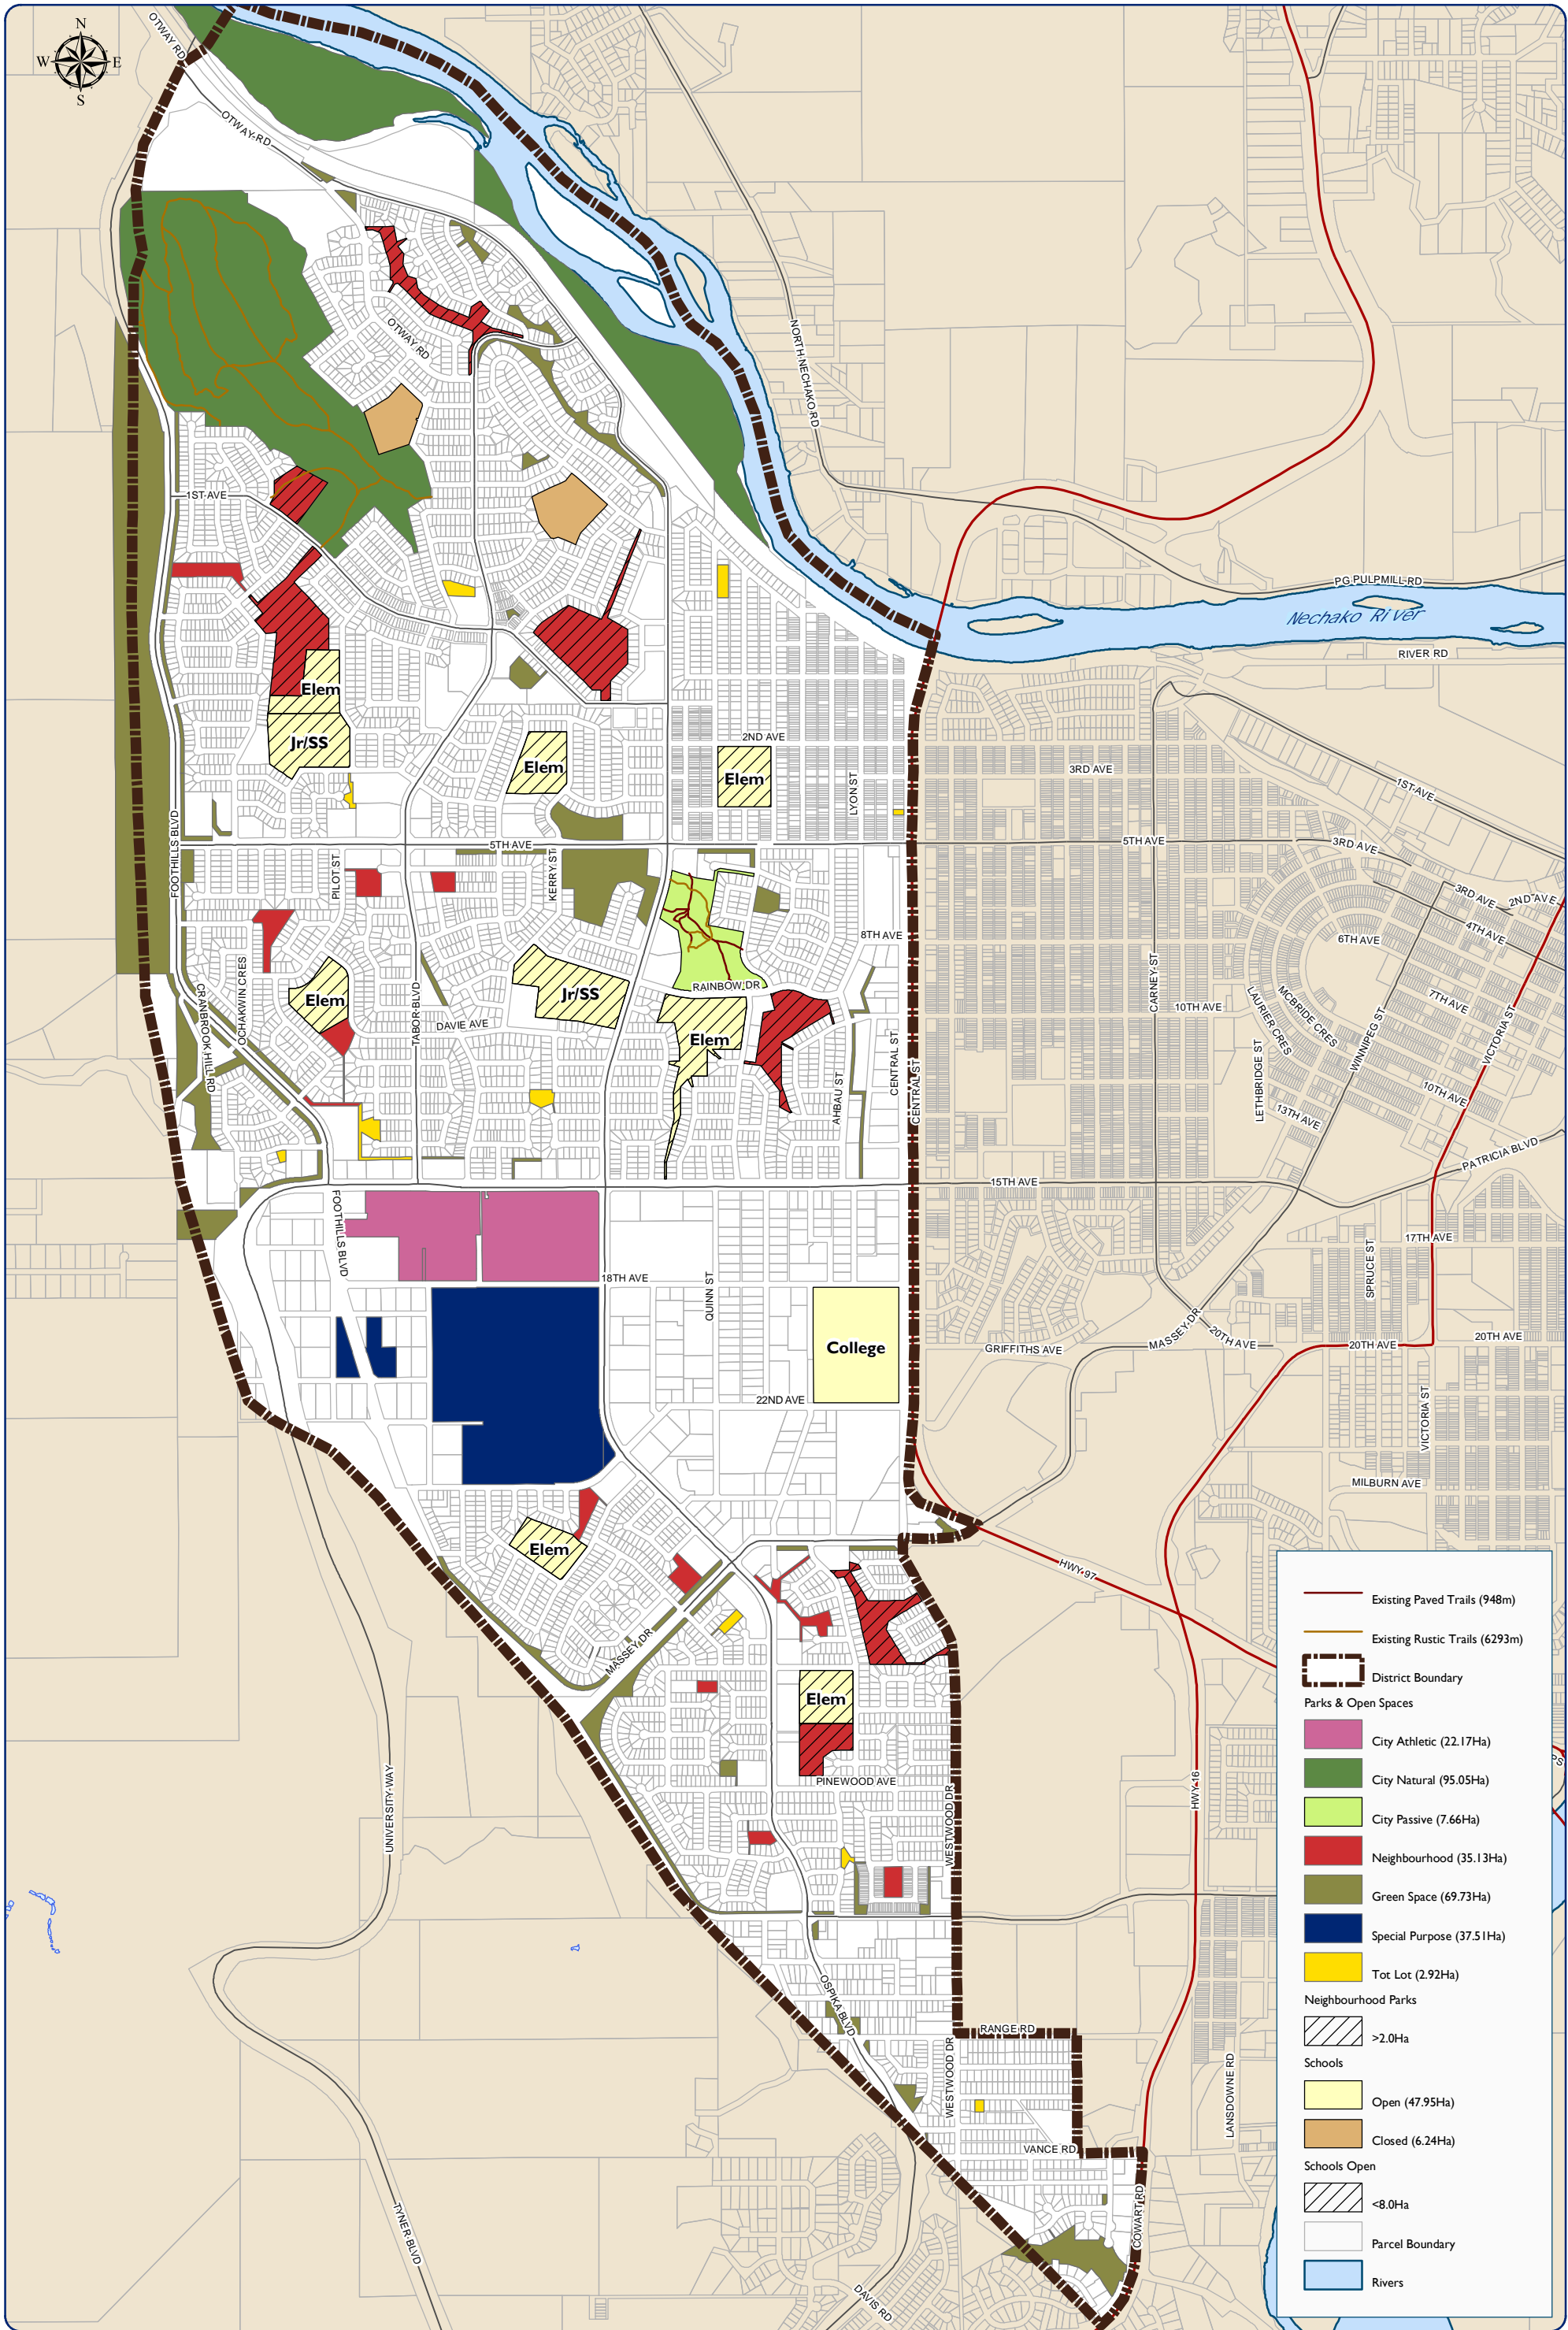 OTWAY RD
N
W
E
S
OTWAY-RD
NORTH NECHAKO RD
OTWAY RD
1ST AVE
PG PULPMILL RD
Nechako River
RIVER RD
Elem
Jr/SS
2ND AVE
Elem
Elem
3RD AVE
1ST-AVE
LYON ST
FOOTHILLS BLVD
5TH AVE
5TH AVE
3RD AVE
PILOT ST
KERRY ST
3RD AVE
2ND AVE
4TH AVE
8TH AVE
6TH AVE
CARNEY ST
OCHAKWIN CRES
CRANBROOK HILL RD
TABOR BLVD
Elem
Jr/SS
RAINBOW DR
7TH AVE
LAURIER CRES
MCBRIDE CRES
10TH AVE
WINNIPEG ST
VICTORIA ST
DAVIE AVE
Elem
CENTRAL ST
CENTRAL ST
LETHBRIDGE ST
AHBAU ST
10TH AVE
13TH AVE
PATRICIA BLVD
15TH AVE
FOOTHILLS BLVD
17TH AVE
SPRUCE ST
18TH AVE
QUINN ST
MASSEY-DR
20TH AVE
20TH AVE
20TH AVE
College
GRIFFITHS AVE
22ND AVE
VICTORIA ST
MILBURN AVE
Elem
HWY-97
MASSEY DR
Elem
PINEWOOD AVE
WESTWOOD DR
HWY-16
UNIVERSITY-WAY
OSPIKA BLVD
RANGE RD
WESTWOOD DR
LANSDOWNE RD
VANCE RD
COWART RD
TYNER-BLVD
DAVIS RD
Existing Paved Trails (948m)
Existing Rustic Trails (6293m)
District Boundary
Parks & Open Spaces
City Athletic (22.17Ha)
City Natural (95.05Ha)
City Passive (7.66Ha)
Neighbourhood (35.13Ha)
Green Space (69.73Ha)
Special Purpose (37.51Ha)
Tot Lot (2.92Ha)
Neighbourhood Parks
>2.0Ha
Schools
Open (47.95Ha)
Closed (6.24Ha)
Schools Open
<8.0Ha
Parcel Boundary
Rivers